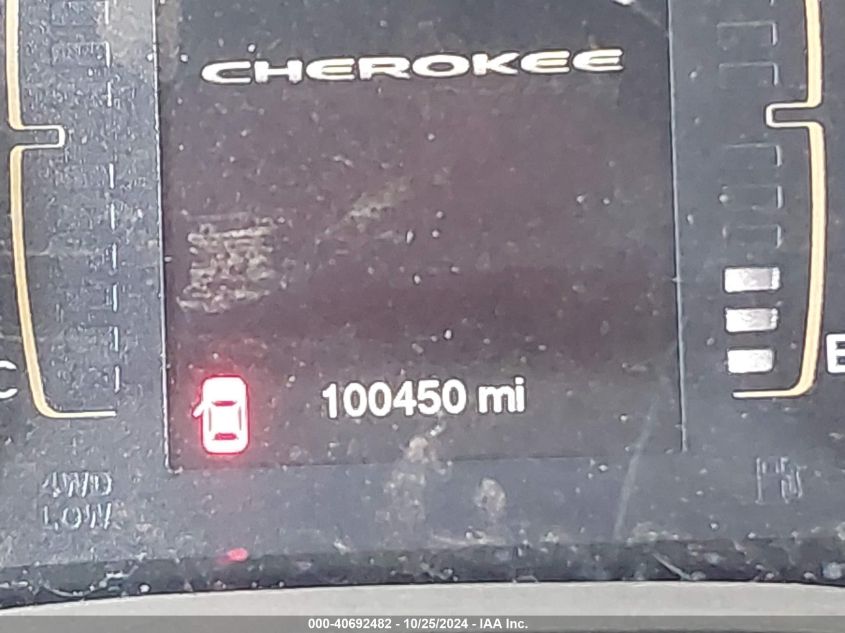 CHEROKEE
C
E
100450 mi
4WD
LOW
000-40692482 - 10/25/2024 - IAA Inc.